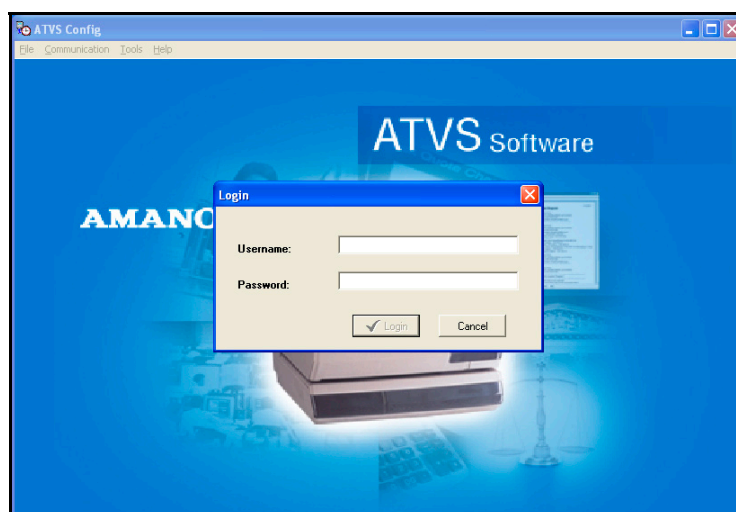 ATVS Config
File Communication Tools Help
ATVS Software
Login
AMANO
Username:
Password:
Login Cancel